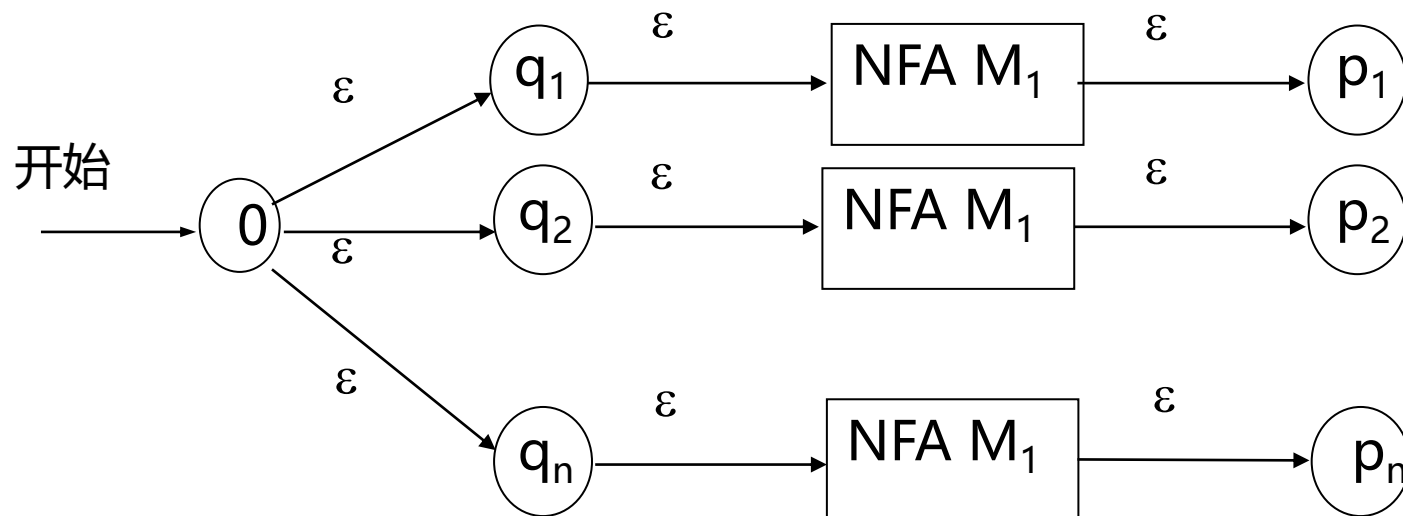 ε ε
q₁ NFA M₁ p₁
ε
开始
ε ε
0 q₂ NFA M₁ p₂
ε
ε
ε ε
qₙ NFA M₁ pₙ